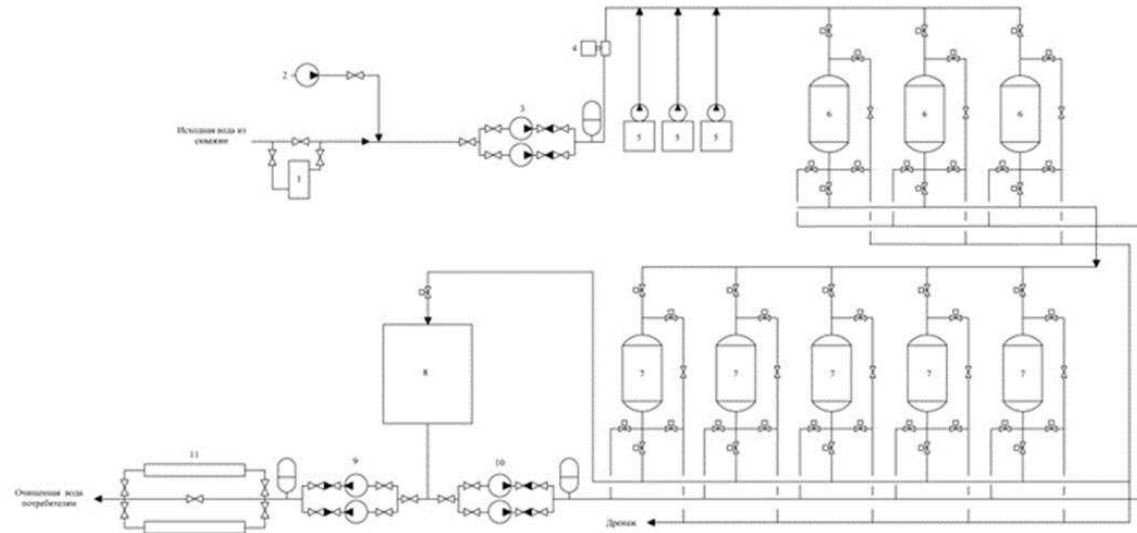 4
2
3
5 5 5
6 6 6
Исходная вода из
скважин
1
7 7 7 7 7
8
11
9
10
Очищенная вода
потребителям
Дренаж